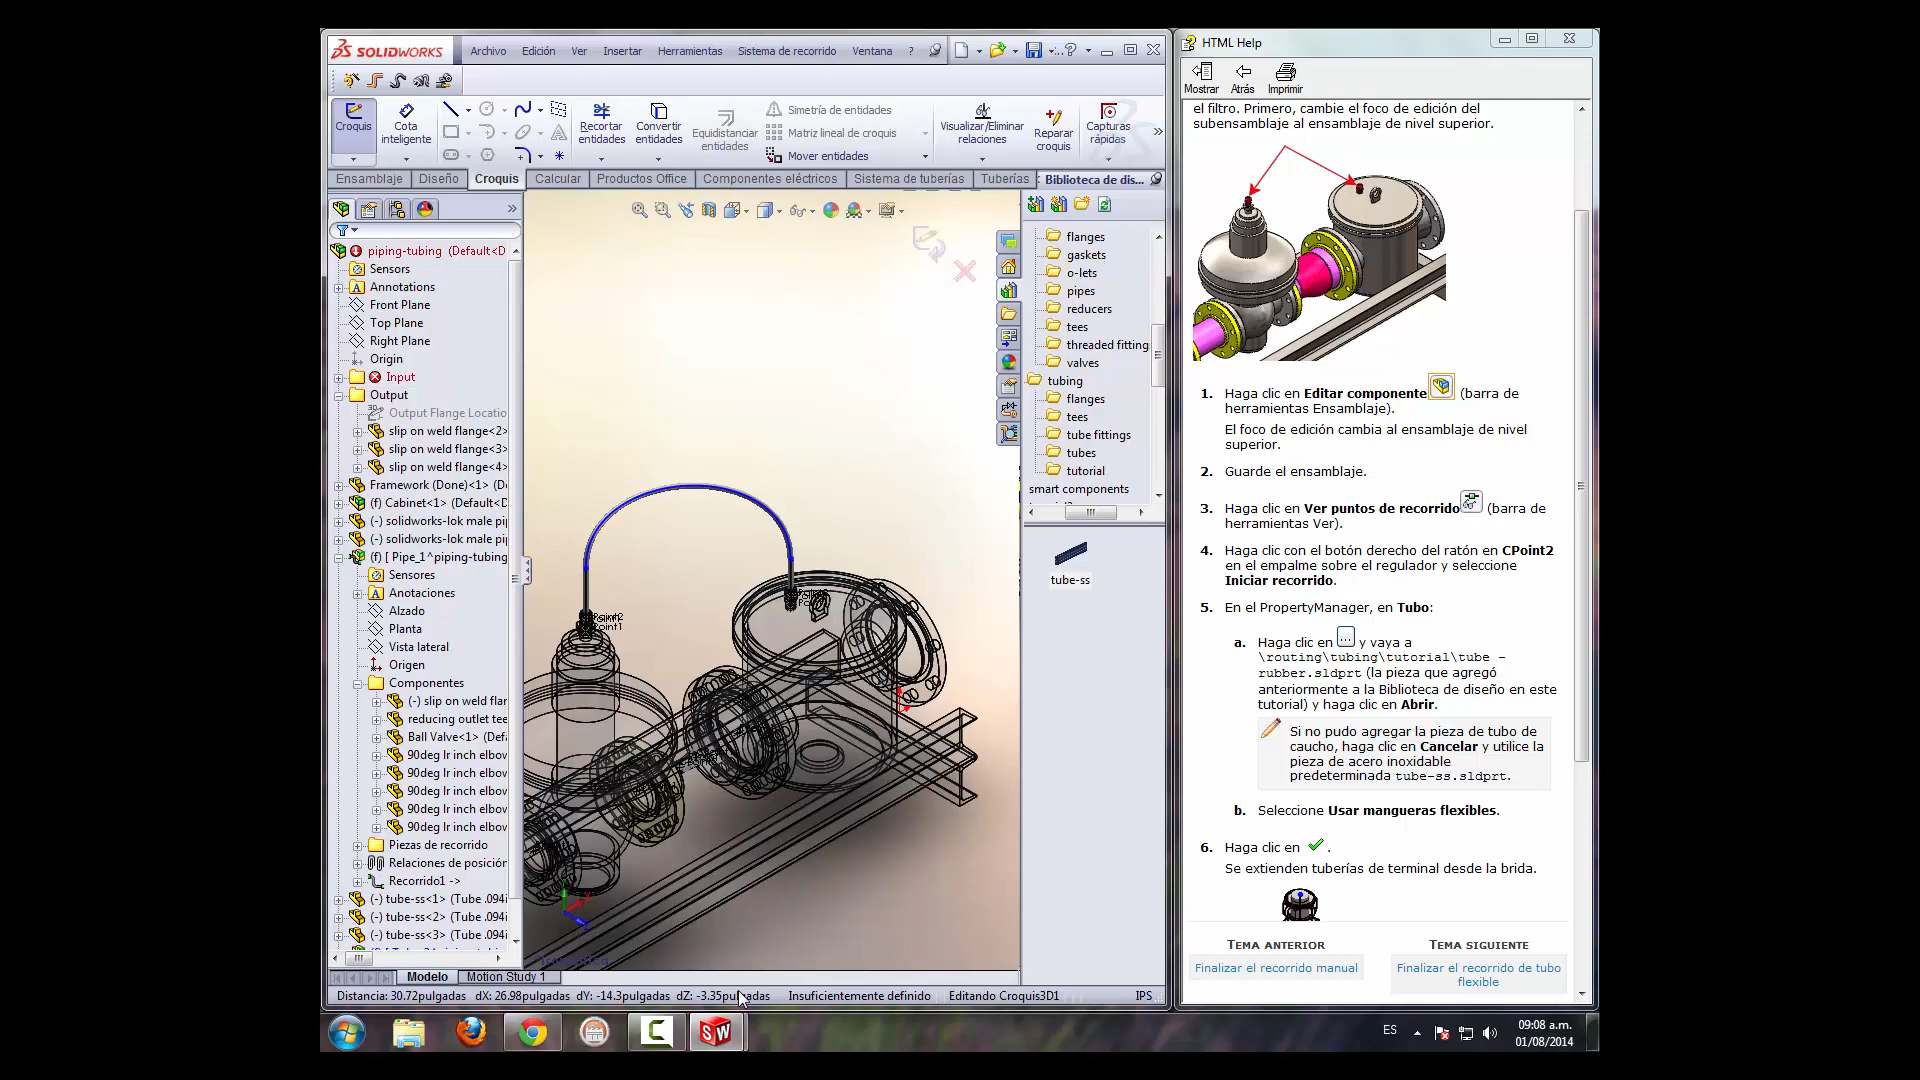 SOLIDWORKS
Archivo Edición Ver Insertar Herramientas Sistema de recorrido Ventana ?
Croquis
Cota inteligente
Recortar entidades
Convertir entidades
Equidistanciar entidades
Simetría de entidades
Matriz lineal de croquis
Mover entidades
Visualizar/Eliminar relaciones
Reparar croquis
Capturas rápidas
Ensamblaje Diseño Croquis Calcular Productos Office Componentes eléctricos Sistema de tuberías Tuberías
Biblioteca de dis...
piping-tubing (Default<D
Sensors
Annotations
Front Plane
Top Plane
Right Plane
Origin
Input
Output
Output Flange Locatio
slip on weld flange<2>
slip on weld flange<3>
slip on weld flange<4>
Framework (Done)<1> (D
(f) Cabinet<1> (Default<D
(-) solidworks-lok male pi
(-) solidworks-lok male pi
(f) [ Pipe_1^piping-tubing
Sensores
Anotaciones
Alzado
Planta
Vista lateral
Origen
Componentes
(-) slip on weld flar
reducing outlet tee
Ball Valve<1> (Def
90deg lr inch elbow
90deg lr inch elbow
90deg lr inch elbow
90deg lr inch elbow
90deg lr inch elbow
Piezas de recorrido
Relaciones de posición
Recorrido1 ->
(-) tube-ss<1> (Tube .094i
(-) tube-ss<2> (Tube .094i
(-) tube-ss<3> (Tube .094i
flanges
gaskets
o-lets
pipes
reducers
tees
threaded fitting
valves
tubing
flanges
tees
tube fittings
tubes
tutorial
smart components
tube-ss
Modelo Motion Study 1
Distancia: 30.72pulgadas dX: 26.98pulgadas dY: -14.3pulgadas dZ: -3.35pulgadas Insuficientemente definido Editando Croquis3D1 IPS
HTML Help
Mostrar Atrás Imprimir
el filtro. Primero, cambie el foco de edición del
subensamblaje al ensamblaje de nivel superior.
1. Haga clic en Editar componente (barra de
herramientas Ensamblaje).
El foco de edición cambia al ensamblaje de nivel
superior.
2. Guarde el ensamblaje.
3. Haga clic en Ver puntos de recorrido (barra de
herramientas Ver).
4. Haga clic con el botón derecho del ratón en CPoint2
en el empalme sobre el regulador y seleccione
Iniciar recorrido.
5. En el PropertyManager, en Tubo:
a. Haga clic en ... y vaya a
\routing\tubing\tutorial\tube -
rubber.sldprt (la pieza que agregó
anteriormente a la Biblioteca de diseño en este
tutorial) y haga clic en Abrir.
Si no pudo agregar la pieza de tubo de
caucho, haga clic en Cancelar y utilice la
pieza de acero inoxidable
predeterminada tube-ss.sldprt.
b. Seleccione Usar mangueras flexibles.
6. Haga clic en .
Se extienden tuberías de terminal desde la brida.
TEMA ANTERIOR
Finalizar el recorrido manual
TEMA SIGUIENTE
Finalizar el recorrido de tubo
flexible
ES
09:08 a.m.
01/08/2014